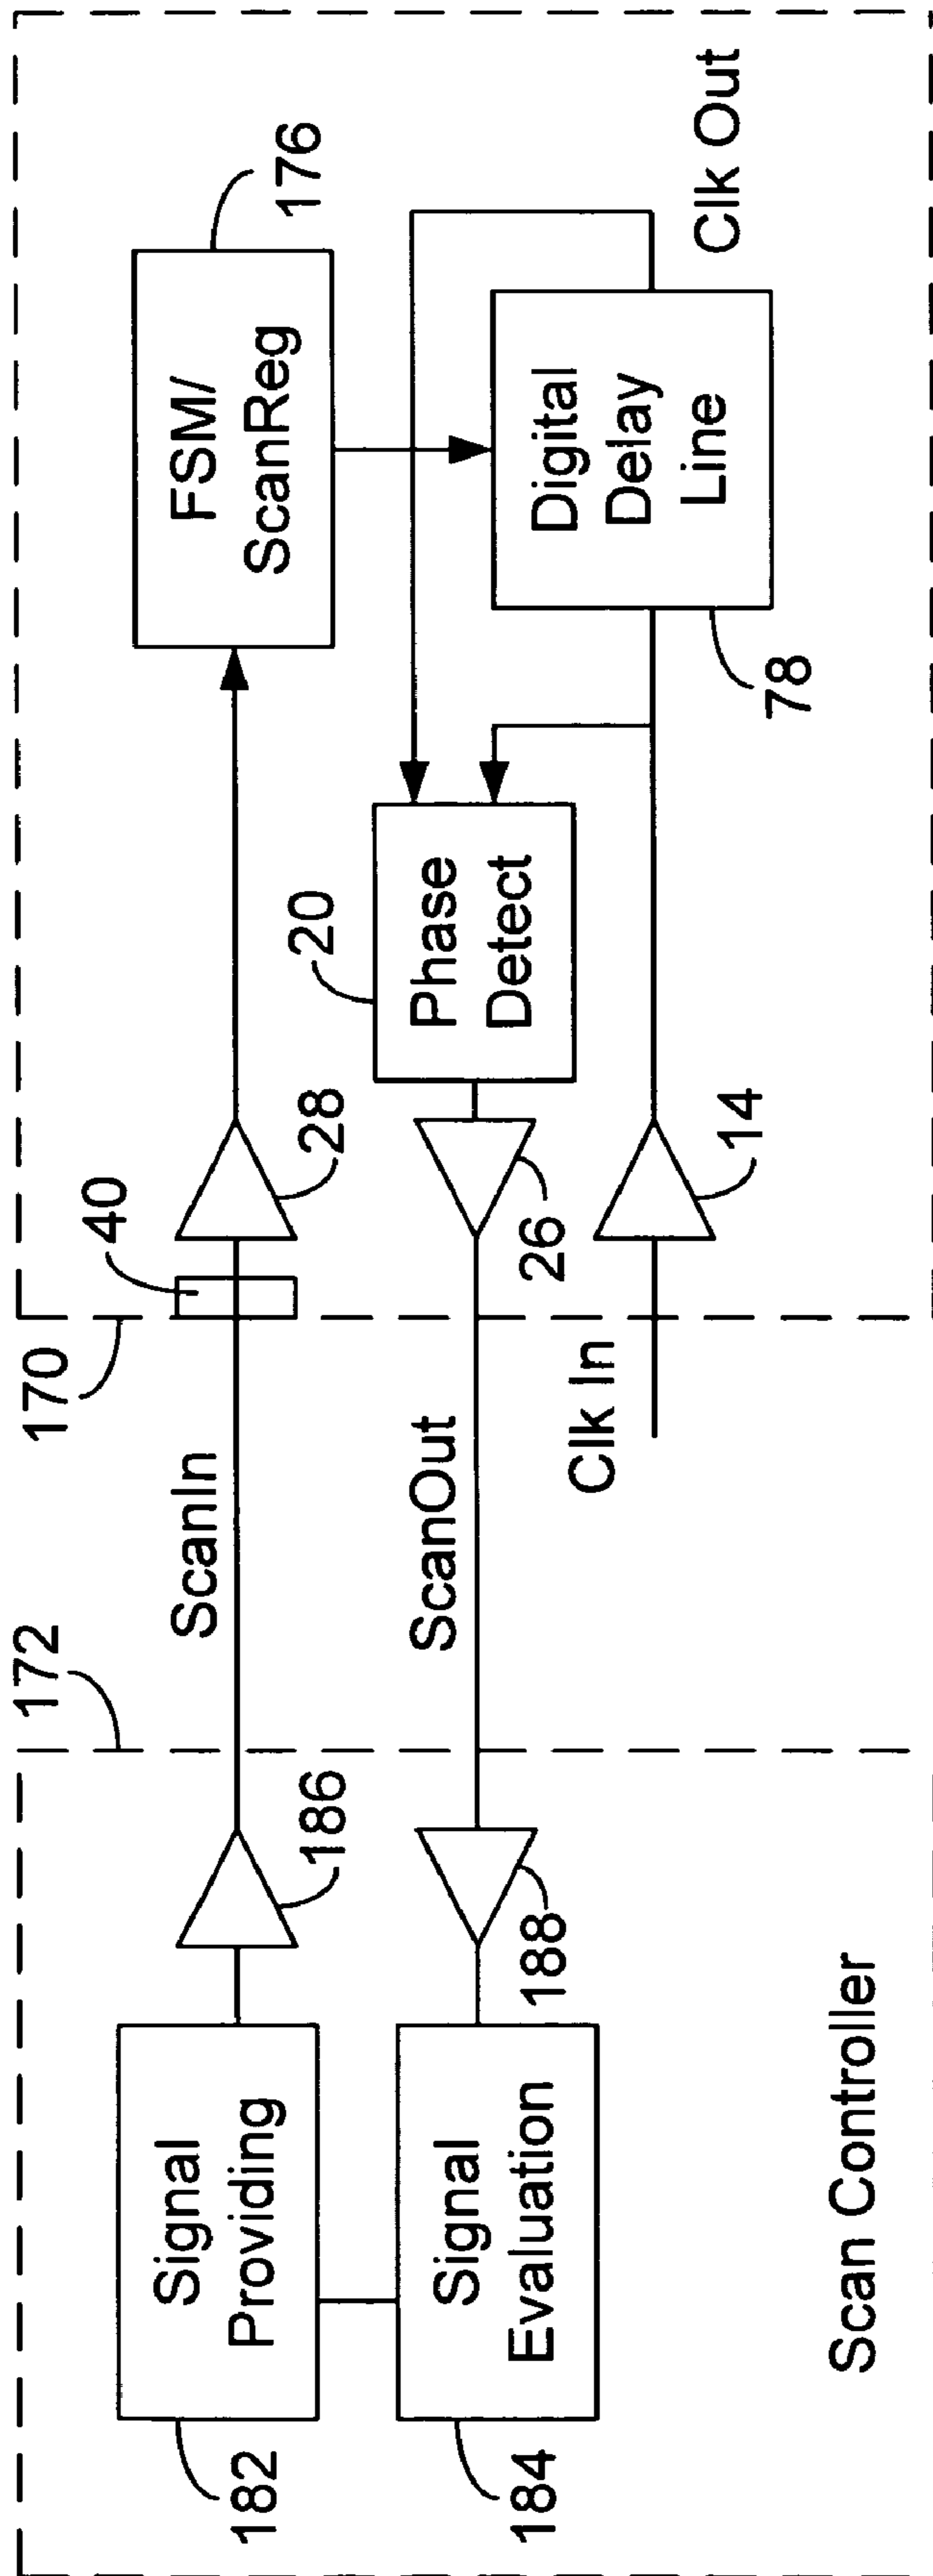 172
182
Signal
Providing
186
184
Signal
Evaluation
188
Scan Controller
ScanIn
ScanOut
Clk In
170
40
28
FSM/
ScanReg
176
20
Phase
Detect
26
14
Digital
Delay
Line
78
Clk Out